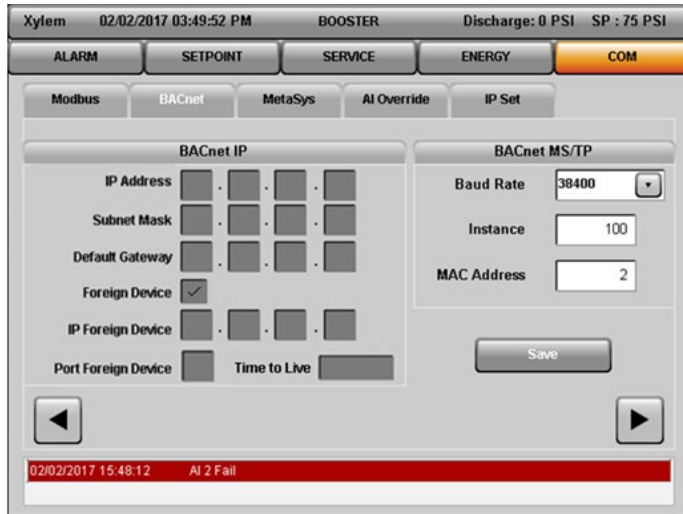 Xylem 02/02/2017 03:49:52 PM BOOSTER Discharge: 0 PSI SP : 75 PSI
ALARM SETPOINT SERVICE ENERGY COM
Modbus BACnet MetaSys AI Override IP Set
BACnet IP
IP Address . . .
Subnet Mask . . .
Default Gateway . . .
Foreign Device ✓
IP Foreign Device . . .
Port Foreign Device Time to Live
BACnet MS/TP
Baud Rate 38400
Instance 100
MAC Address 2
Save
02/02/2017 15:48:12 AI 2 Fail